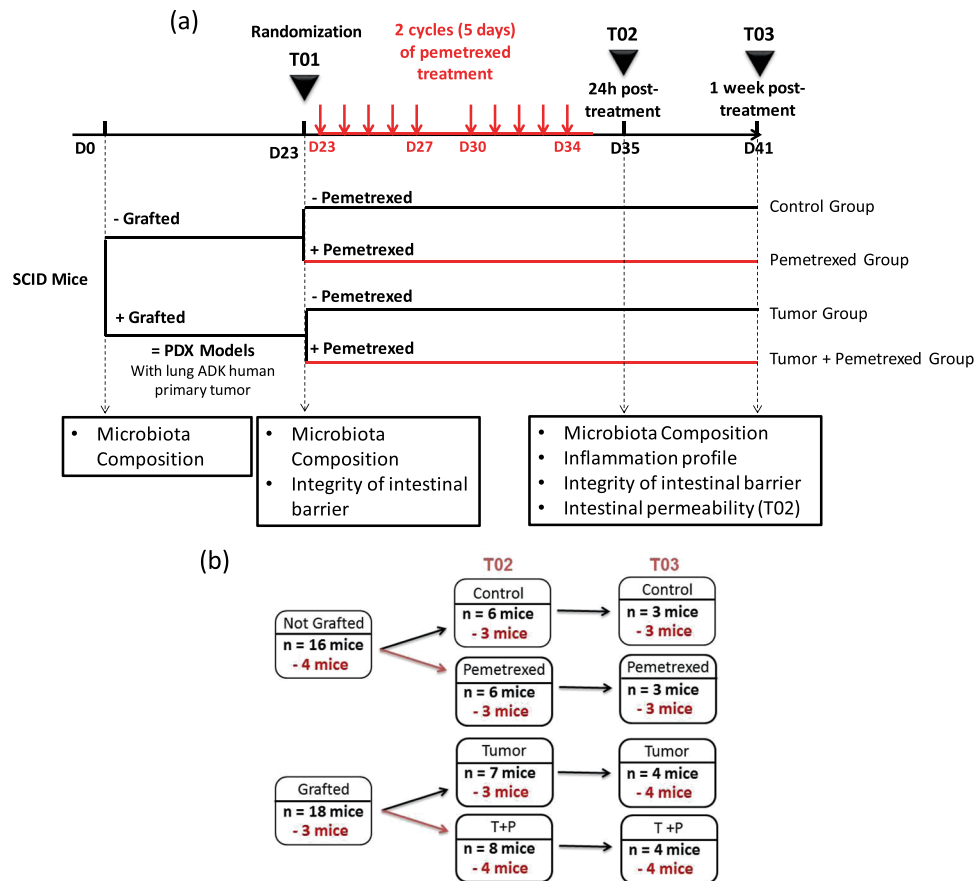 (a)
Randomization
T01
2 cycles (5 days)
of pemetrexed
treatment
T02
24h post-
treatment
T03
1 week post-
treatment
D0
D23
D23
D27
D30
D34
D35
D41
SCID Mice
- Grafted
+ Grafted
= PDX Models
With lung ADK human
primary tumor
- Pemetrexed
Control Group
+ Pemetrexed
Pemetrexed Group
- Pemetrexed
Tumor Group
+ Pemetrexed
Tumor + Pemetrexed Group
• Microbiota
Composition
• Microbiota
Composition
• Integrity of intestinal
barrier
• Microbiota Composition
• Inflammation profile
• Integrity of intestinal barrier
• Intestinal permeability (T02)
(b)
T02
T03
Not Grafted
n = 16 mice
- 4 mice
Control
n = 6 mice
- 3 mice
Control
n = 3 mice
- 3 mice
Pemetrexed
n = 6 mice
- 3 mice
Pemetrexed
n = 3 mice
- 3 mice
Grafted
n = 18 mice
- 3 mice
Tumor
n = 7 mice
- 3 mice
Tumor
n = 4 mice
- 4 mice
T+P
n = 8 mice
- 4 mice
T +P
n = 4 mice
- 4 mice